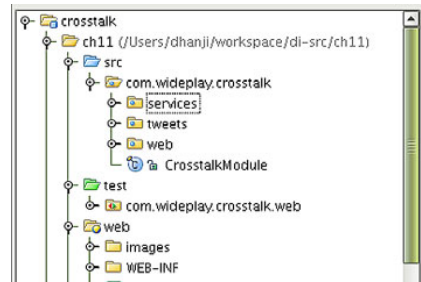 crosstalk
ch11 (/Users/dhanji/workspace/di-src/ch11)
src
com.wideplay.crosstalk
services
tweets
web
CrosstalkModule
test
com.wideplay.crosstalk.web
web
images
WEB-INF